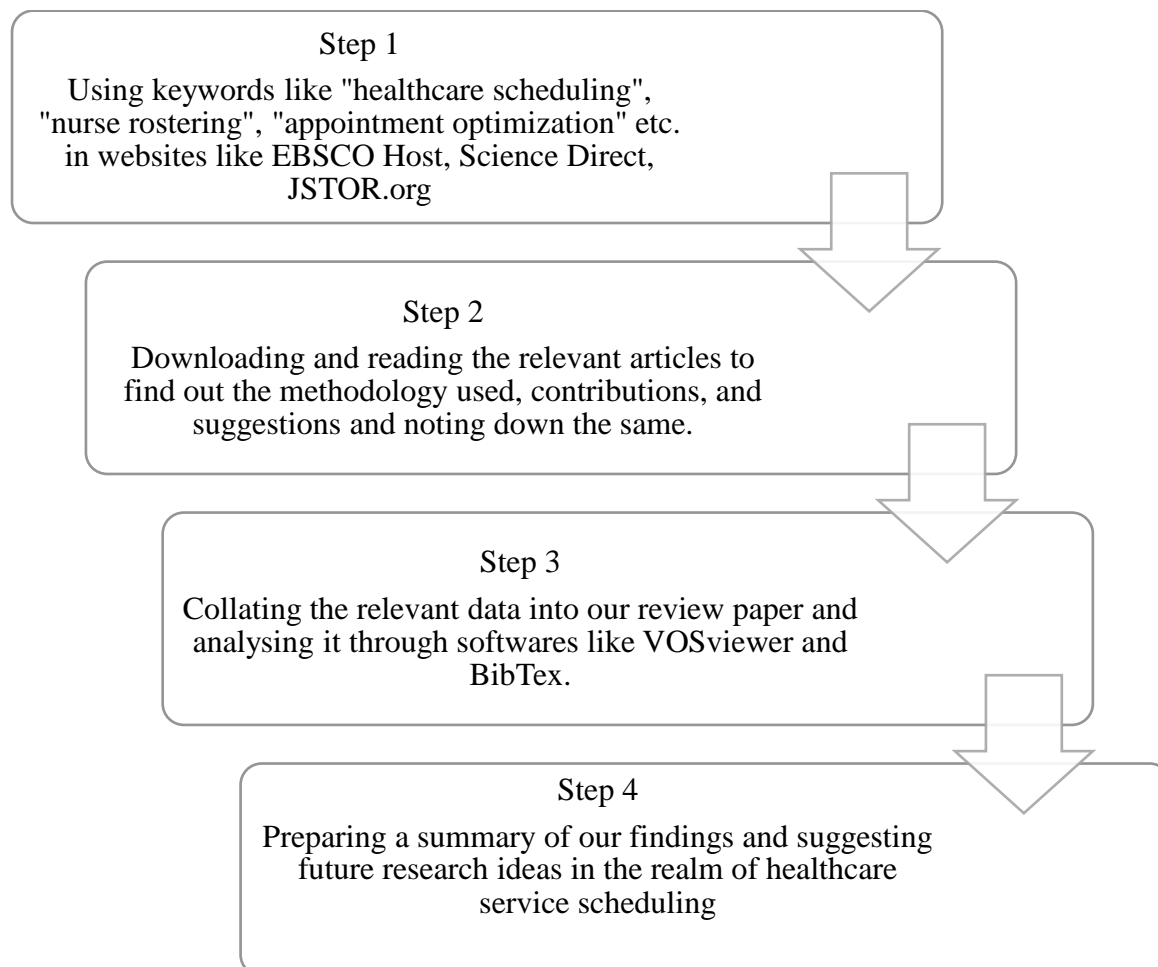 Step 1
Using keywords like "healthcare scheduling",
"nurse rostering", "appointment optimization" etc.
in websites like EBSCO Host, Science Direct,
JSTOR.org
Step 2
Downloading and reading the relevant articles to
find out the methodology used, contributions, and
suggestions and noting down the same.
Step 3
Collating the relevant data into our review paper and
analysing it through softwares like VOSviewer and
BibTex.
Step 4
Preparing a summary of our findings and suggesting
future research ideas in the realm of healthcare
service scheduling